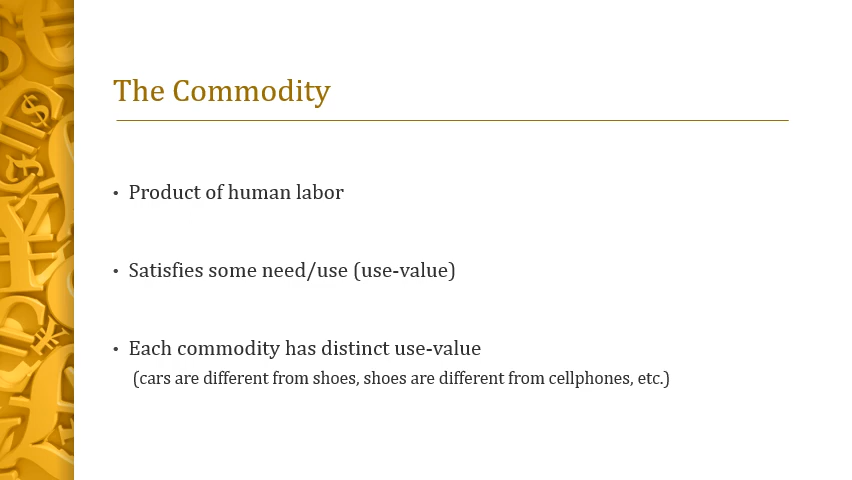 The Commodity
• Product of human labor
• Satisfies some need/use (use-value)
• Each commodity has distinct use-value
(cars are different from shoes, shoes are different from cellphones, etc.)